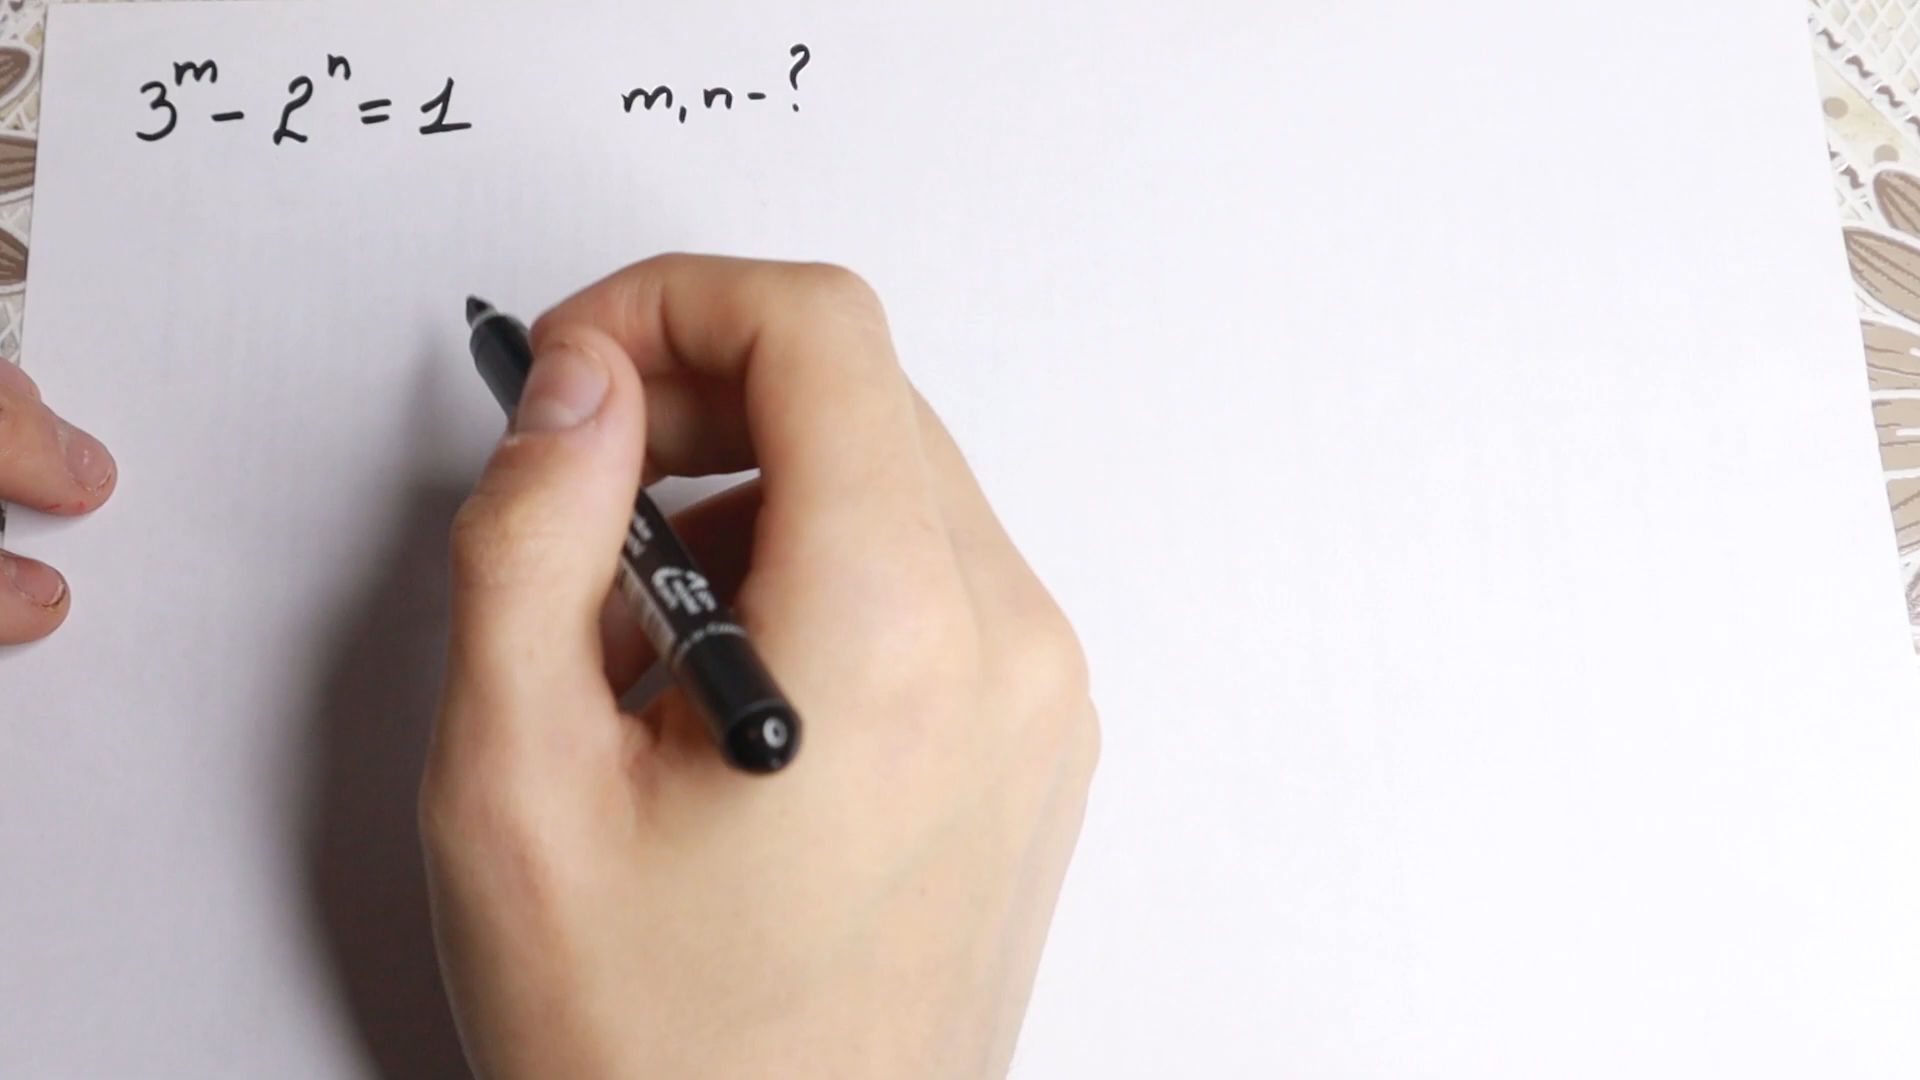 3^m - 2^n = 1 m, n - ?